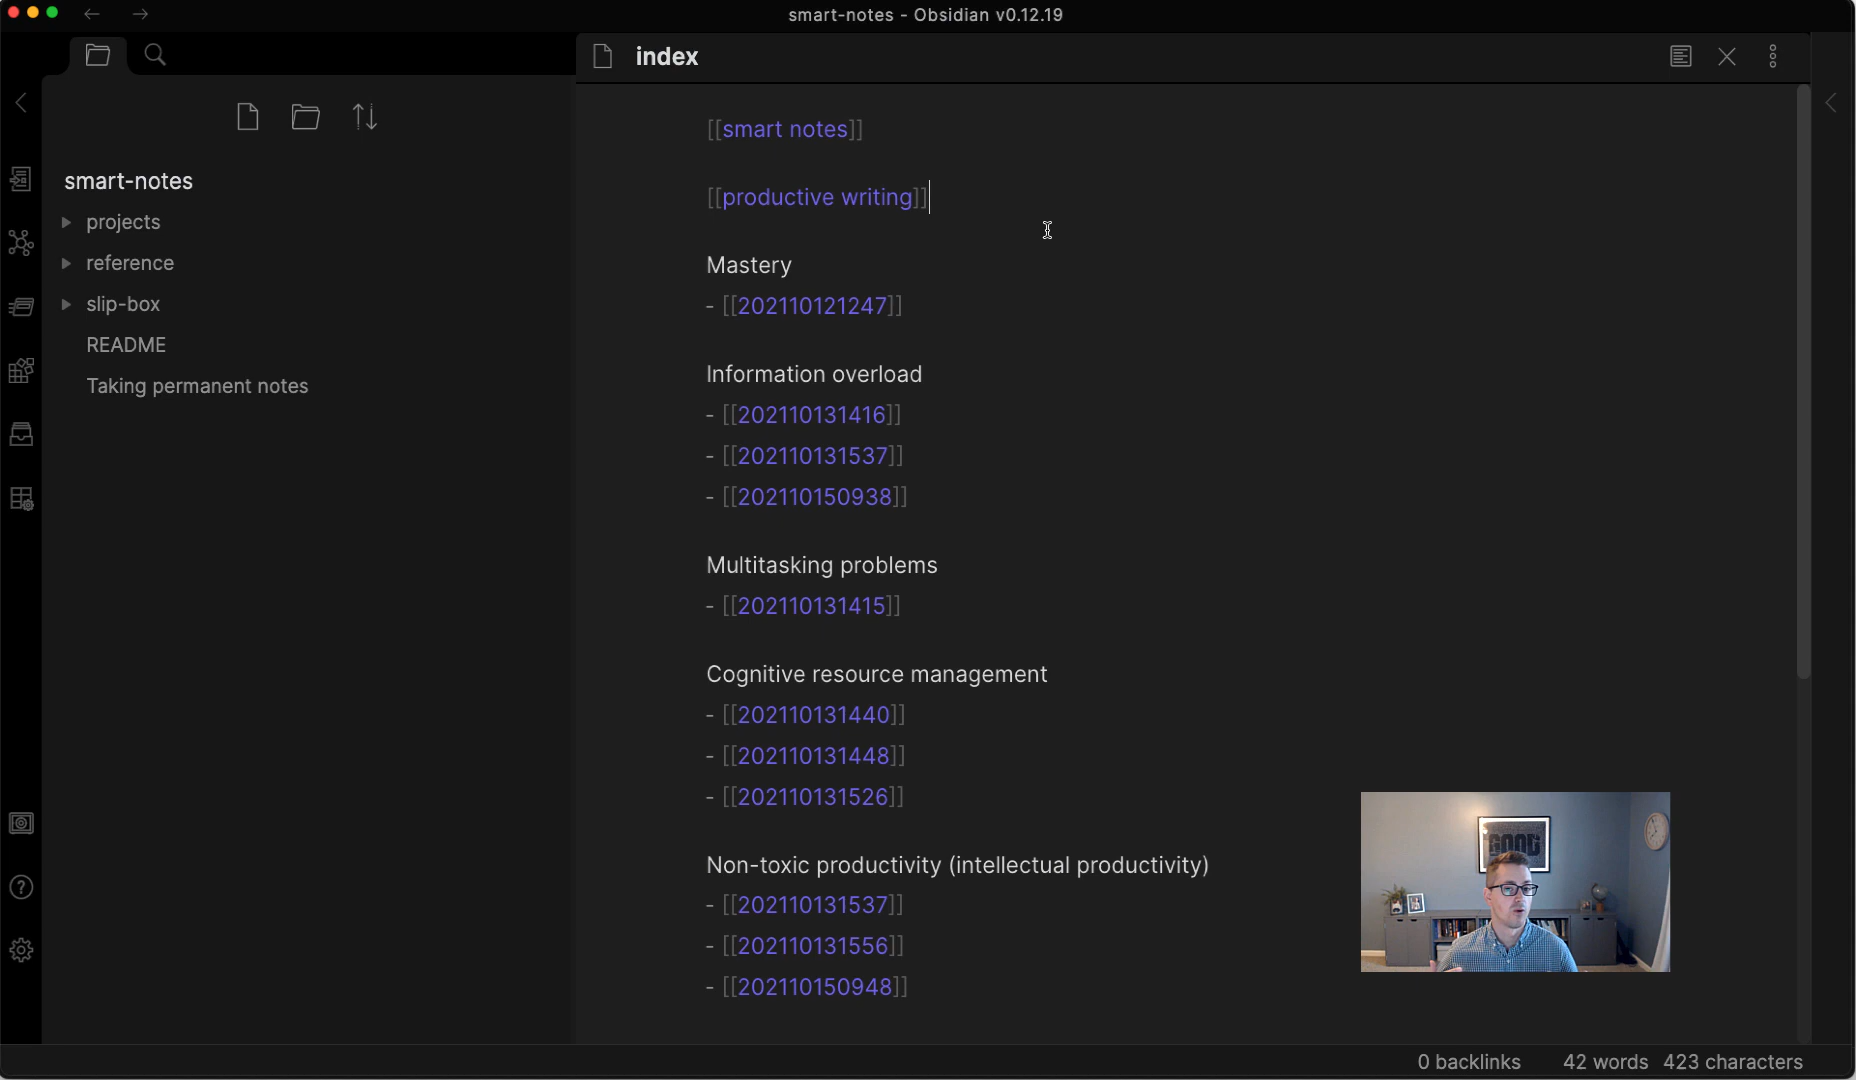 smart-notes - Obsidian v0.12.19
index
smart-notes
projects
reference
slip-box
README
Taking permanent notes
[[smart notes]]
[[productive writing]]
Mastery
- [[202110121247]]
Information overload
- [[202110131416]]
- [[202110131537]]
- [[202110150938]]
Multitasking problems
- [[202110131415]]
Cognitive resource management
- [[202110131440]]
- [[202110131448]]
- [[202110131526]]
Non-toxic productivity (intellectual productivity)
- [[202110131537]]
- [[202110131556]]
- [[202110150948]]
0 backlinks 42 words 423 characters